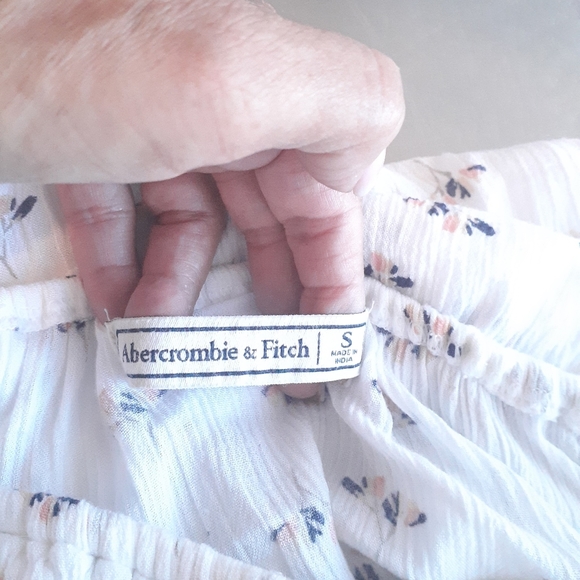 Abercrombie & Fitch
S
MADE IN
INDIA